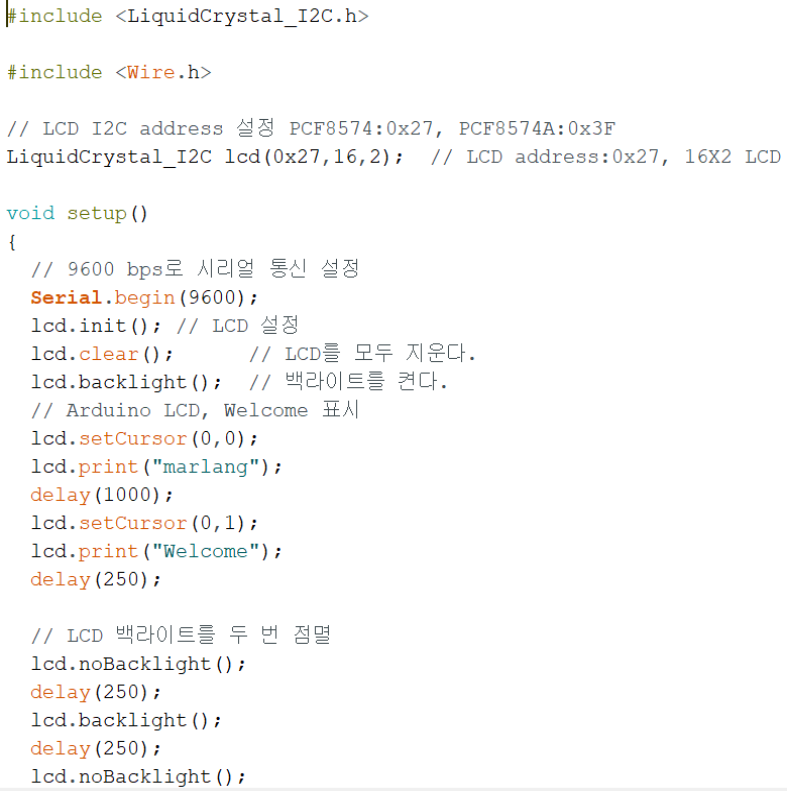 #include <LiquidCrystal_I2C.h>
#include <Wire.h>
// LCD I2C address 설정 PCF8574:0x27, PCF8574A:0x3F
LiquidCrystal_I2C lcd(0x27,16,2);  // LCD address:0x27, 16X2 LCD
void setup()
{
  // 9600 bps로 시리얼 통신 설정
  Serial.begin(9600);
  lcd.init(); // LCD 설정
  lcd.clear();      // LCD를 모두 지운다.
  lcd.backlight();  // 백라이트를 켠다.
  // Arduino LCD, Welcome 표시
  lcd.setCursor(0,0);
  lcd.print("marlang");
  delay(1000);
  lcd.setCursor(0,1);
  lcd.print("Welcome");
  delay(250);
  // LCD 백라이트를 두 번 점멸
  lcd.noBacklight();
  delay(250);
  lcd.backlight();
  delay(250);
  lcd.noBacklight();